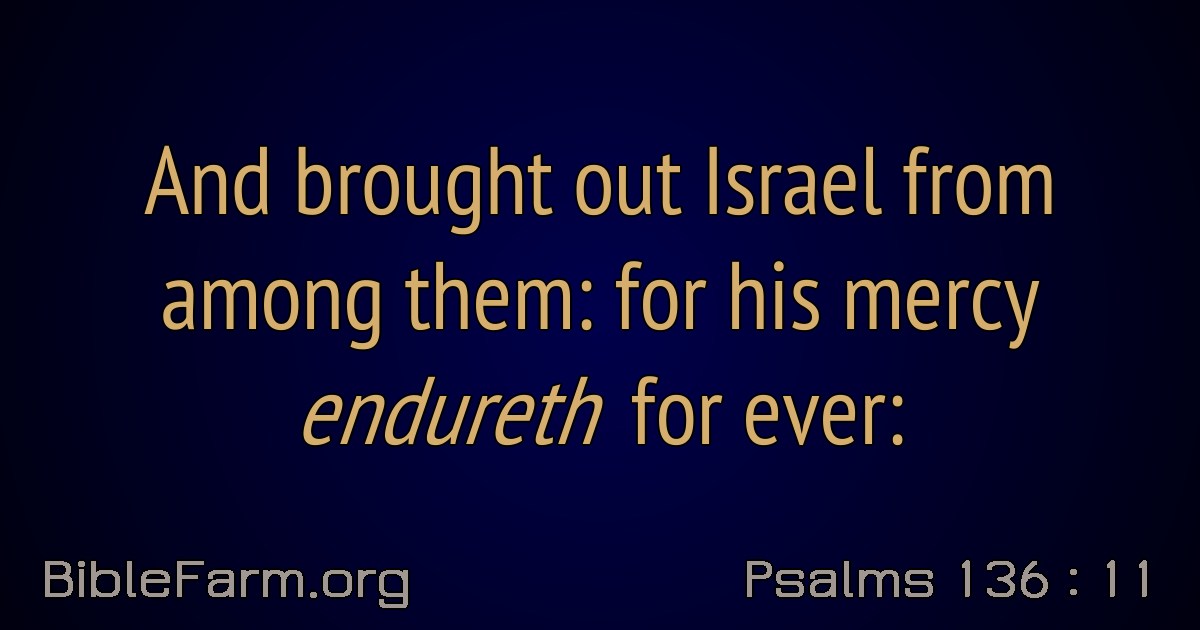 And brought out Israel from
among them: for his mercy
endureth for ever:
BibleFarm.org
Psalms 136 : 11